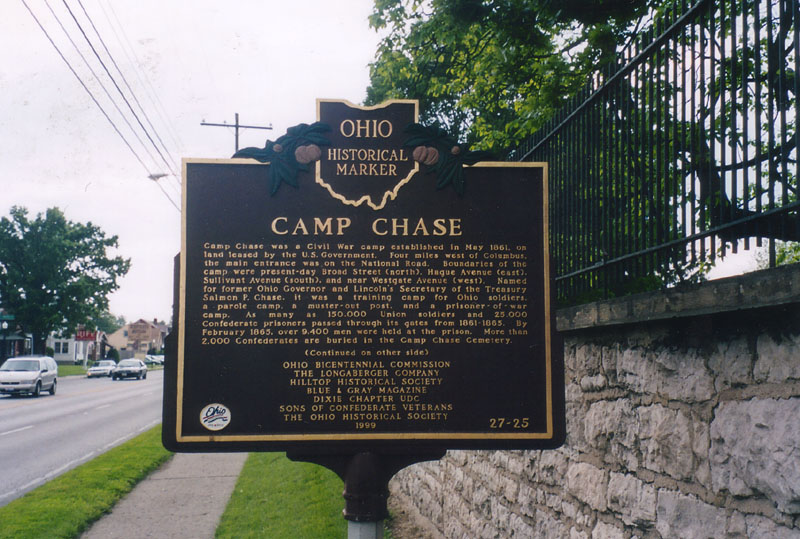 OHIO
HISTORICAL
MARKER
CAMP CHASE
Camp Chase was a Civil War camp established in May 1861, on
land leased by the U.S. Government. Four miles west of Columbus,
the main entrance was on the National Road. Boundaries of the
camp were present-day Broad Street (north), Hague Avenue (east),
Sullivant Avenue (south), and near Westgate Avenue (west). Named
for former Ohio Governor and Lincoln's Secretary of the Treasury
Salmon P. Chase, it was a training camp for Ohio soldiers,
a parole camp, a muster-out post, and a prisoner-of-war
camp. As many as 150,000 Union soldiers and 25,000
Confederate prisoners passed through its gates from 1861-1865. By
February 1865, over 9,400 men were held at the prison. More than
2,000 Confederates are buried in the Camp Chase Cemetery.
(Continued on other side)
OHIO BICENTENNIAL COMMISSION
THE LONGABERGER COMPANY
HILLTOP HISTORICAL SOCIETY
BLUE & GRAY MAGAZINE
DIXIE CHAPTER UDC
SONS OF CONFEDERATE VETERANS
THE OHIO HISTORICAL SOCIETY
1999
27-25
Ohio